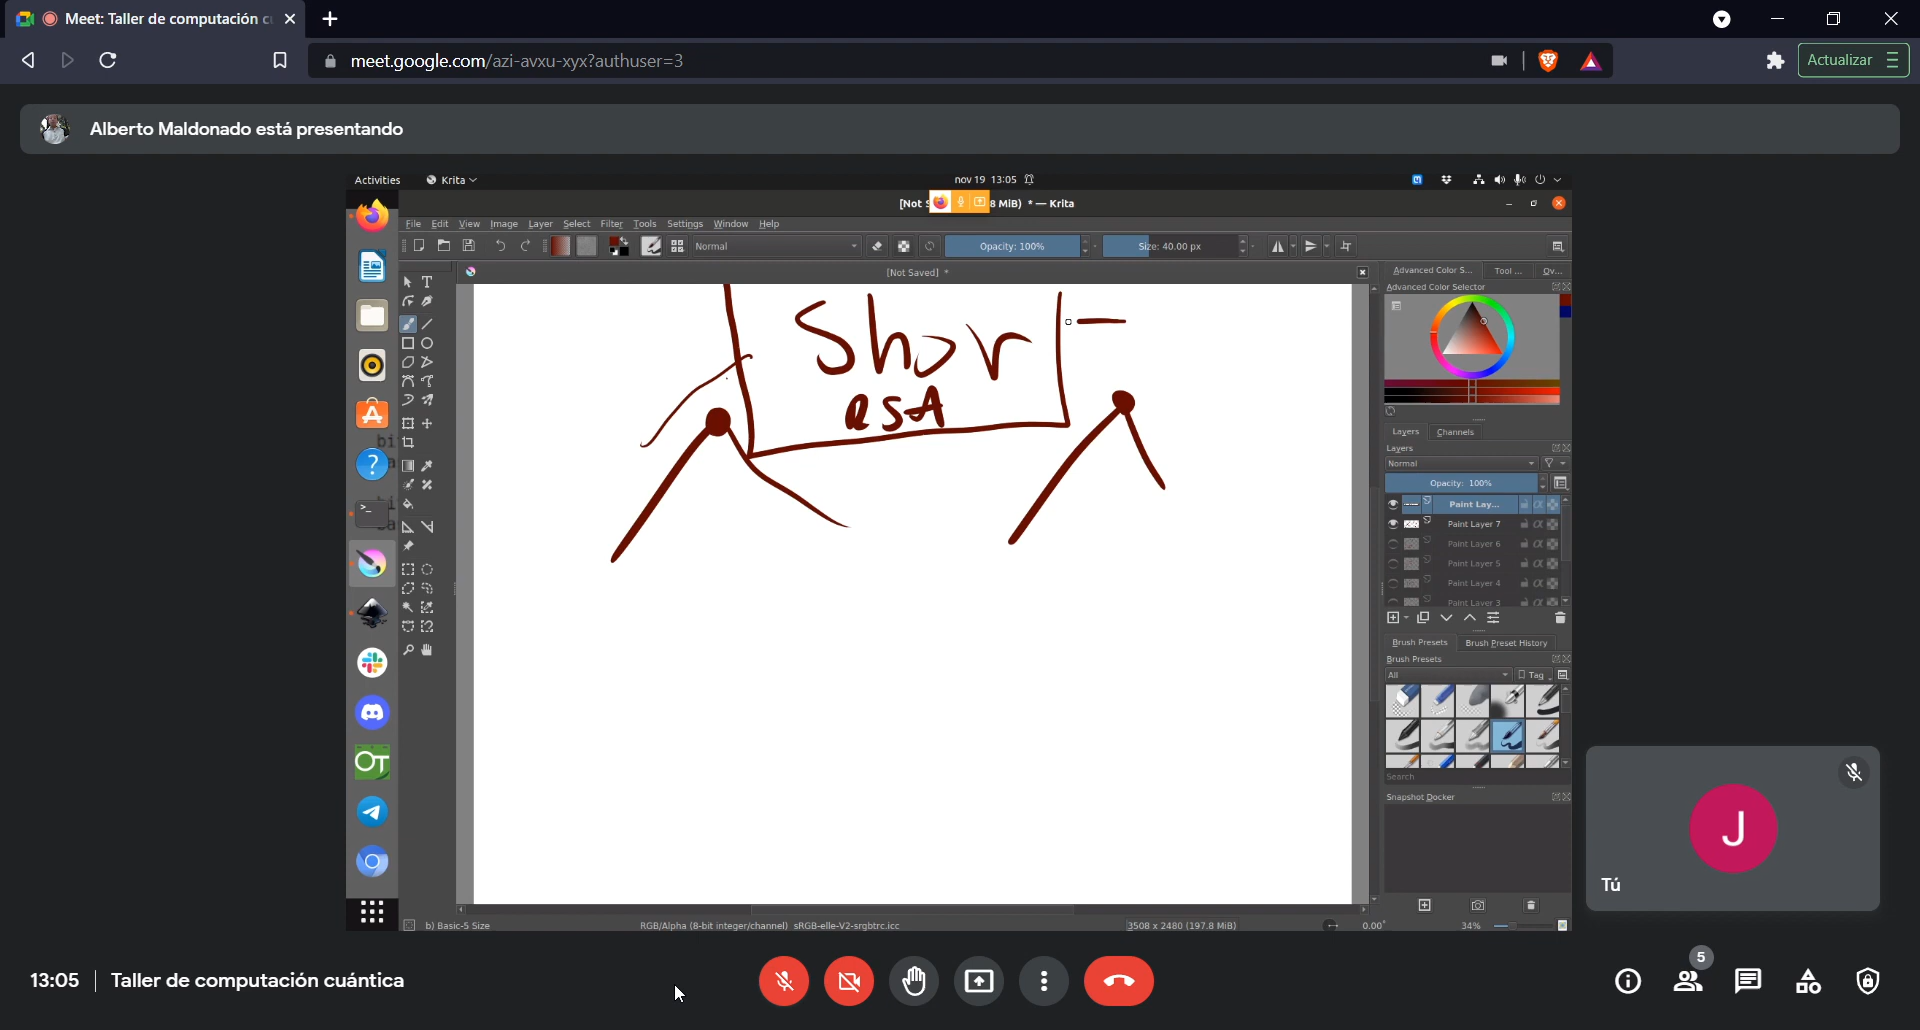 Meet: Taller de computación c
meet.google.com/azi-avxu-xyx?authuser=3
Actualizar
Alberto Maldonado está presentando
Activities
Krita
nov 19 13:05
[Not S
8 MiB) * — Krita
File Edit View Image Layer Select Filter Tools Settings Window Help
Normal
Opacity: 100%
Size: 40.00 px
[Not Saved] *
Advanced Color S...
Tool ...
Ov...
Advanced Color Selector
Shor
RSA
Layers
Channels
Layers
Normal
Opacity: 100%
Paint Lay...
Paint Layer 7
Paint Layer 6
Paint Layer 5
Paint Layer 4
Paint Layer 3
Brush Presets
Brush Preset History
Brush Presets
All
Tag
Search
Snapshot Docker
OT
J
Tú
b) Basic-5 Size
RGB/Alpha (8-bit integer/channel) sRGB-elle-V2-srgbtrc.icc
3508 x 2480 (197.8 MiB)
0.00°
34%
13:05
Taller de computación cuántica
5